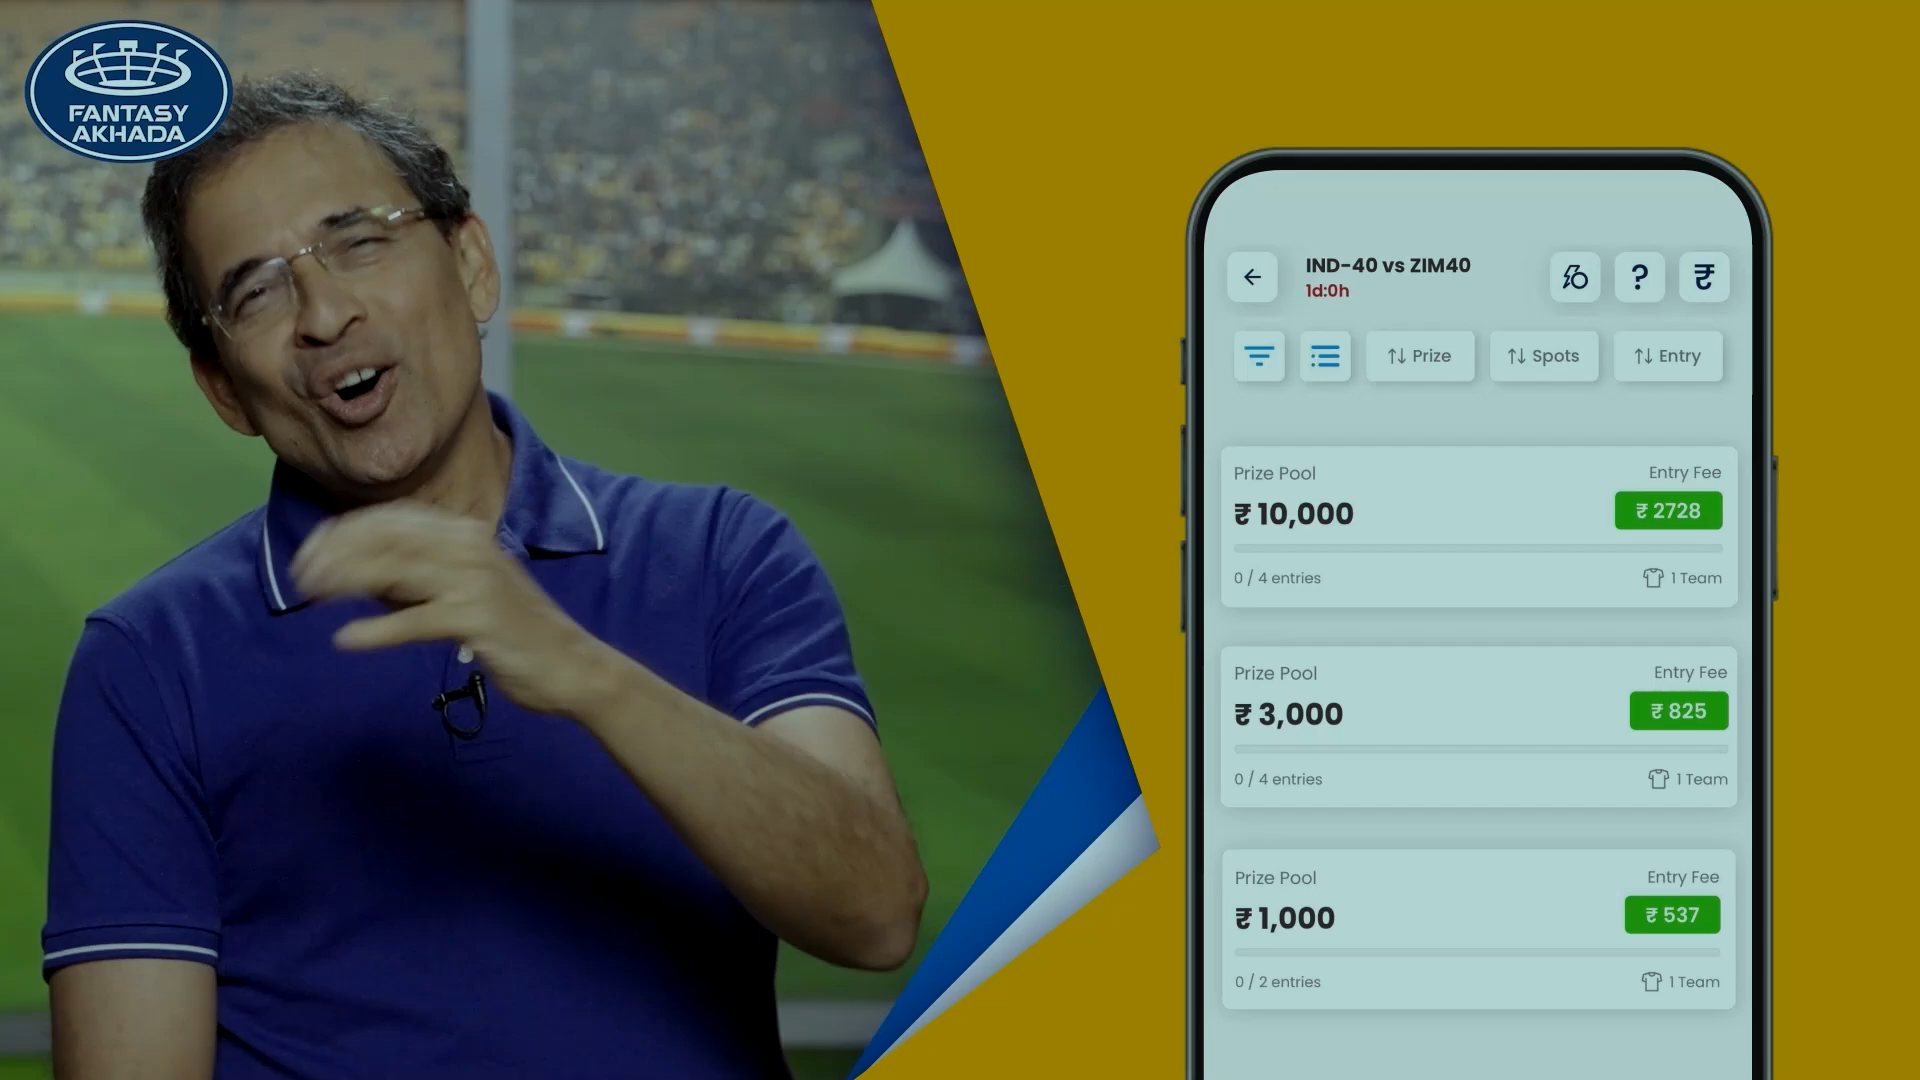 FANTASY
AKHADA
IND-40 vs ZIM40
1d:0h
?
₹
↑↓ Prize
↑↓ Spots
↑↓ Entry
Prize Pool
Entry Fee
₹ 10,000
₹ 2728
0 / 4 entries
1 Team
Prize Pool
Entry Fee
₹ 3,000
₹ 825
0 / 4 entries
1 Team
Prize Pool
Entry Fee
₹ 1,000
₹ 537
0 / 2 entries
1 Team